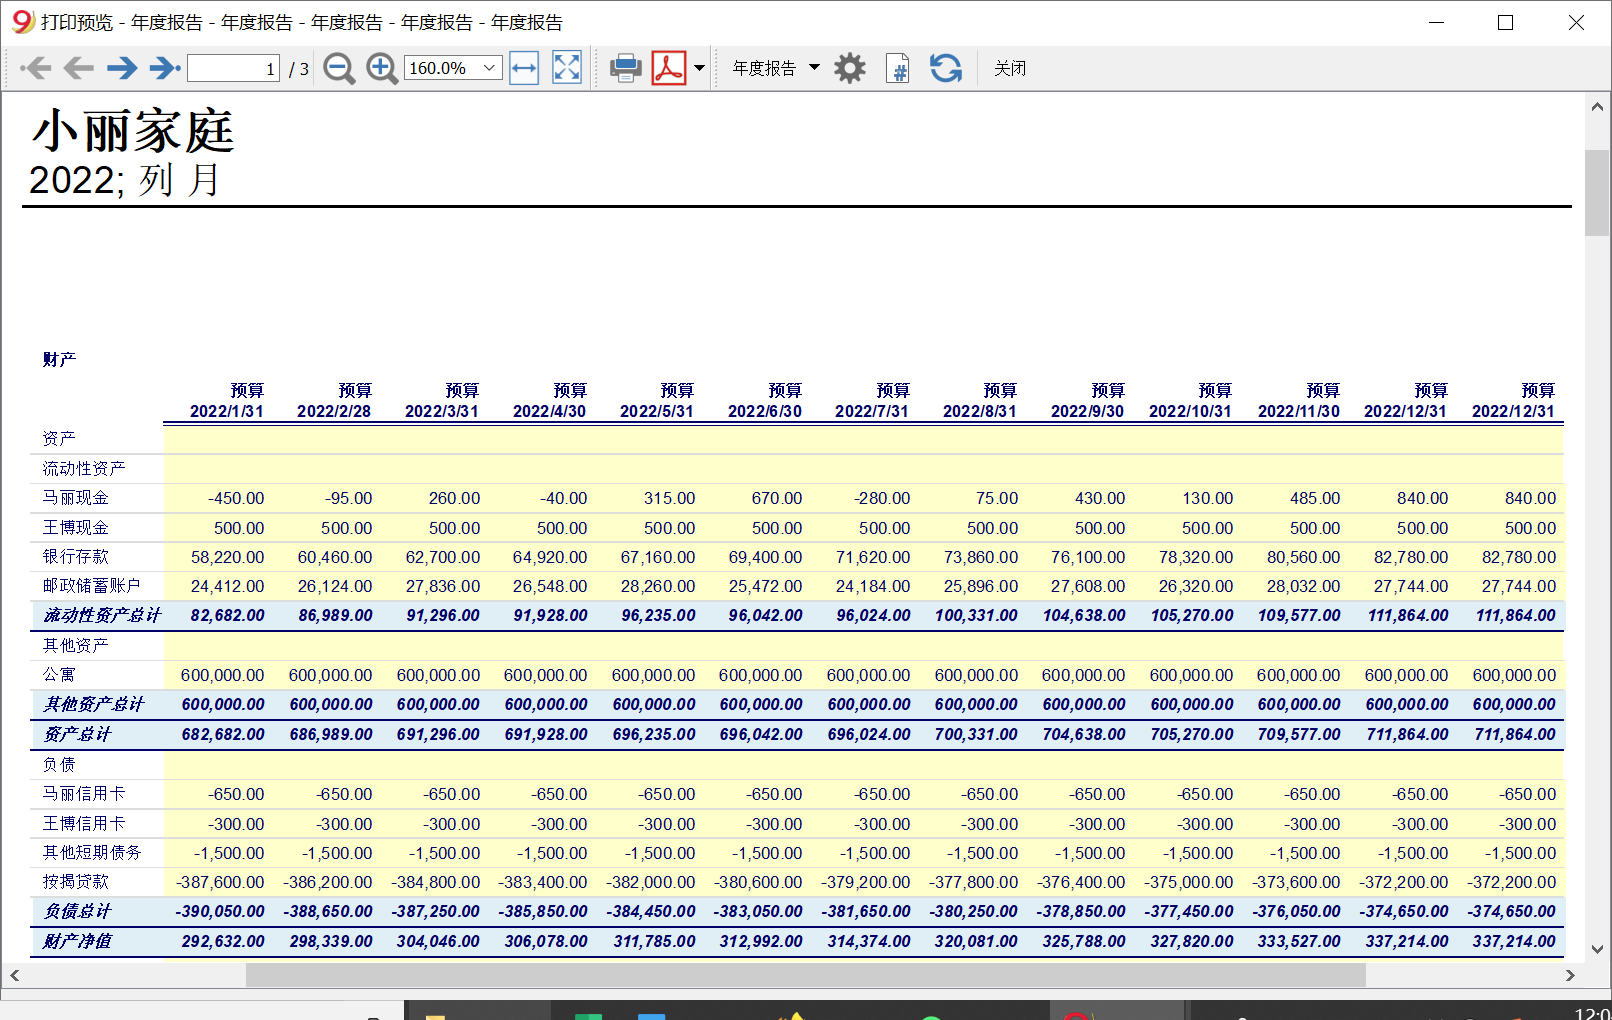 打印预览 - 年度报告 - 年度报告 - 年度报告 - 年度报告 - 年度报告
1 / 3 160.0% 年度报告 关闭
小丽家庭
2022; 列 月
财产
预算 预算 预算 预算 预算 预算 预算 预算 预算 预算 预算 预算 预算
2022/1/31 2022/2/28 2022/3/31 2022/4/30 2022/5/31 2022/6/30 2022/7/31 2022/8/31 2022/9/30 2022/10/31 2022/11/30 2022/12/31 2022/12/31
资产
流动性资产
马丽现金 -450.00 -95.00 260.00 -40.00 315.00 670.00 -280.00 75.00 430.00 130.00 485.00 840.00 840.00
王博现金 500.00 500.00 500.00 500.00 500.00 500.00 500.00 500.00 500.00 500.00 500.00 500.00 500.00
银行存款 58,220.00 60,460.00 62,700.00 64,920.00 67,160.00 69,400.00 71,620.00 73,860.00 76,100.00 78,320.00 80,560.00 82,780.00 82,780.00
邮政储蓄账户 24,412.00 26,124.00 27,836.00 26,548.00 28,260.00 25,472.00 24,184.00 25,896.00 27,608.00 26,320.00 28,032.00 27,744.00 27,744.00
流动性资产总计 82,682.00 86,989.00 91,296.00 91,928.00 96,235.00 96,042.00 96,024.00 100,331.00 104,638.00 105,270.00 109,577.00 111,864.00 111,864.00
其他资产
公寓 600,000.00 600,000.00 600,000.00 600,000.00 600,000.00 600,000.00 600,000.00 600,000.00 600,000.00 600,000.00 600,000.00 600,000.00 600,000.00
其他资产总计 600,000.00 600,000.00 600,000.00 600,000.00 600,000.00 600,000.00 600,000.00 600,000.00 600,000.00 600,000.00 600,000.00 600,000.00 600,000.00
资产总计 682,682.00 686,989.00 691,296.00 691,928.00 696,235.00 696,042.00 696,024.00 700,331.00 704,638.00 705,270.00 709,577.00 711,864.00 711,864.00
负债
马丽信用卡 -650.00 -650.00 -650.00 -650.00 -650.00 -650.00 -650.00 -650.00 -650.00 -650.00 -650.00 -650.00 -650.00
王博信用卡 -300.00 -300.00 -300.00 -300.00 -300.00 -300.00 -300.00 -300.00 -300.00 -300.00 -300.00 -300.00 -300.00
其他短期债务 -1,500.00 -1,500.00 -1,500.00 -1,500.00 -1,500.00 -1,500.00 -1,500.00 -1,500.00 -1,500.00 -1,500.00 -1,500.00 -1,500.00 -1,500.00
按揭贷款 -387,600.00 -386,200.00 -384,800.00 -383,400.00 -382,000.00 -380,600.00 -379,200.00 -377,800.00 -376,400.00 -375,000.00 -373,600.00 -372,200.00 -372,200.00
负债总计 -390,050.00 -388,650.00 -387,250.00 -385,850.00 -384,450.00 -383,050.00 -381,650.00 -380,250.00 -378,850.00 -377,450.00 -376,050.00 -374,650.00 -374,650.00
财产净值 292,632.00 298,339.00 304,046.00 306,078.00 311,785.00 312,992.00 314,374.00 320,081.00 325,788.00 327,820.00 333,527.00 337,214.00 337,214.00